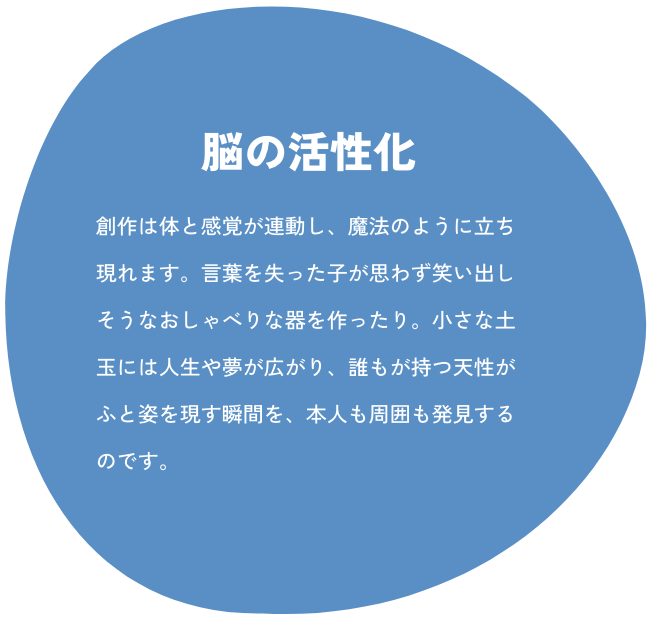 脳の活性化
創作は体と感覚が連動し、魔法のように立ち
現れます。言葉を失った子が思わず笑い出し
そうなおしゃべりな器を作ったり。小さな土
玉には人生や夢が広がり、誰もが持つ天性が
ふと姿を現す瞬間を、本人も周囲も発見する
のです。